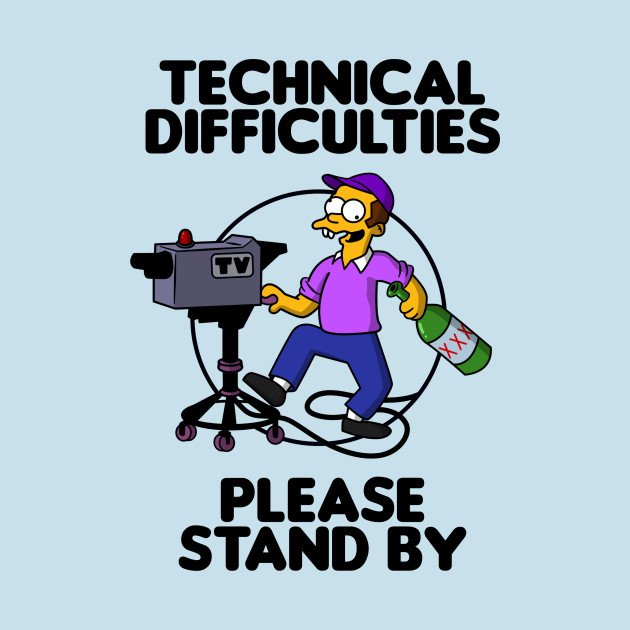 TECHNICAL
DIFFICULTIES
TV
XXX
PLEASE
STAND BY